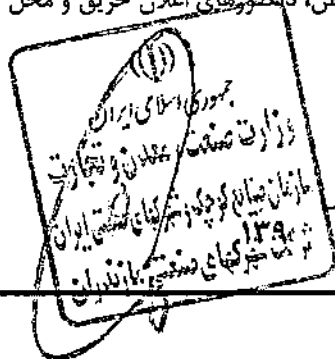 دتکتورهای اعلان حریق و محل
جمهوری اسلامی ایران
وزارت صنعت، معدن و تجارت
سازمان صنایع کوچک و شهرکهای صنعتی ایران
۱۳۹۰
شرکت شهرکهای صنعتی مازندران